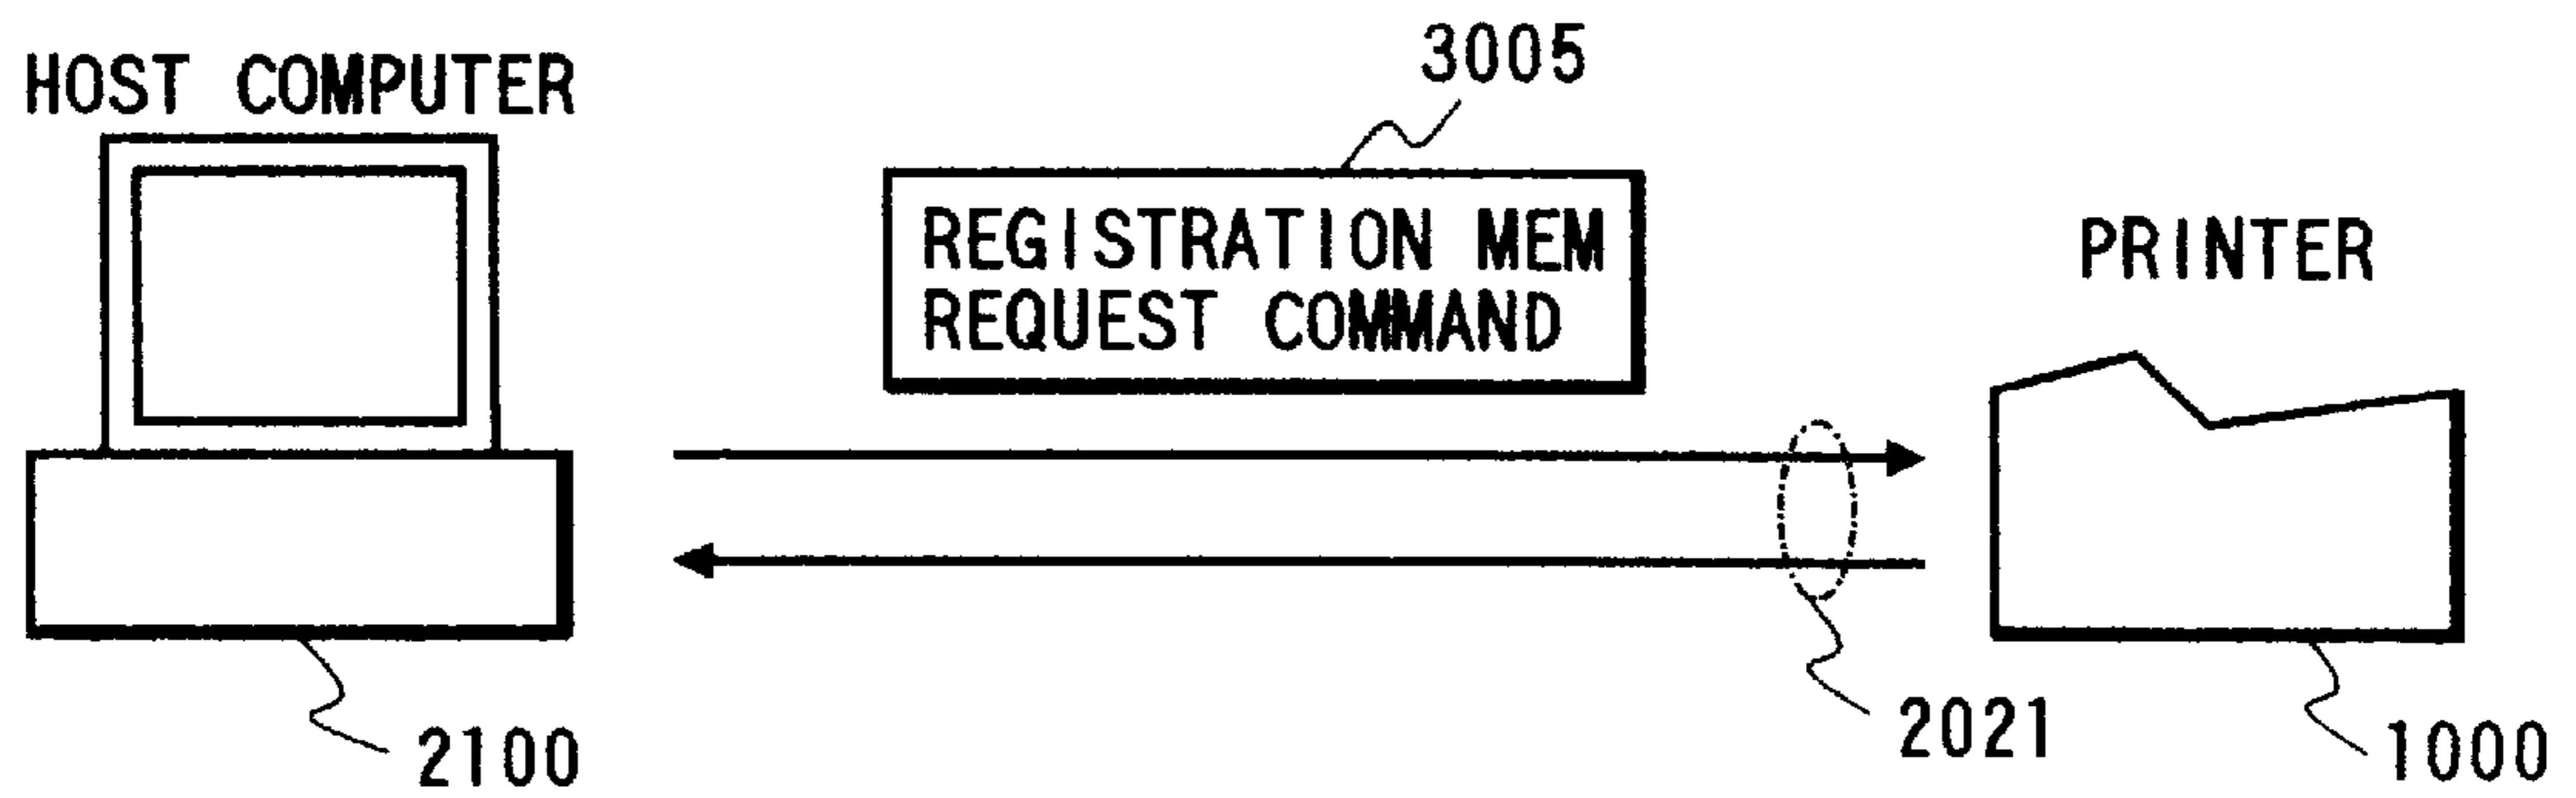 HOST COMPUTER
3005
REGISTRATION MEM
REQUEST COMMAND
PRINTER
2100
2021
1000